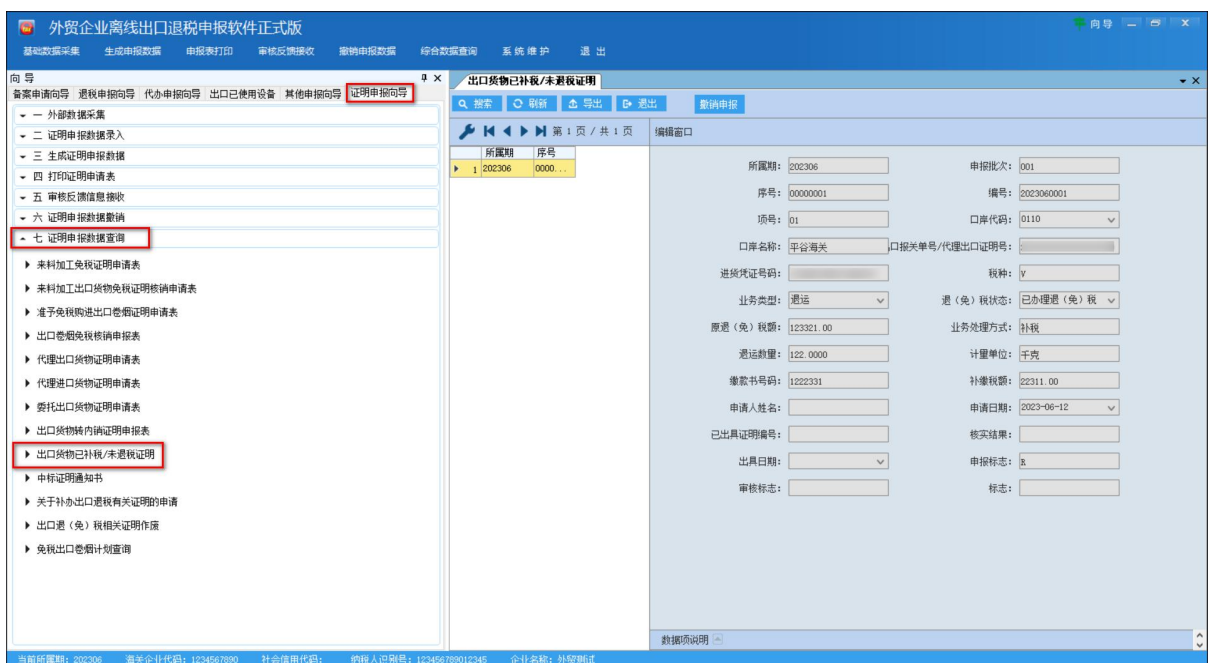 外贸企业离线出口退税申报软件正式版
向导
基础数据采集 生成申报数据 申报表打印 审核反馈接收 撤销申报数据 综合数据查询 系统维护 退出
向导
备案申请向导 退税申报向导 代办申报向导 出口已使用设备 其他申报向导 证明申报向导
一 外部数据采集
二 证明申报数据录入
三 生成证明申报数据
四 打印证明申请表
五 审核反馈信息接收
六 证明申报数据撤销
七 证明申报数据查询
来料加工免税证明申请表
来料加工出口货物免税证明核销申请表
准予免税购进出口卷烟证明申请表
出口卷烟免税核销申报表
代理出口货物证明申请表
代理进口货物证明申请表
委托出口货物证明申请表
出口货物转内销证明申报表
出口货物已补税/未退税证明
中标证明通知书
关于补办出口退税有关证明的申请
出口退（免）税相关证明作废
免税出口卷烟计划查询
出口货物已补税/未退税证明
搜索 刷新 导出 退出 撤销申报
第 1 页 / 共 1 页
编辑窗口
所属期 序号
1 202306 0000...
所属期: 202306 申报批次: 001
序号: 00000001 编号: 2023060001
项号: 01 口岸代码: 0110
口岸名称: 平谷海关 口报关单号/代理出口证明号:
进货凭证号码: 税种: V
业务类型: 退运 退（免）税状态: 已办理退（免）税
原退（免）税额: 123321.00 业务处理方式: 补税
退运数量: 122.0000 计量单位: 千克
缴款书号码: 1222331 补缴税额: 22311.00
申请人姓名: 申请日期: 2023-06-12
已出具证明编号: 核实结果:
出具日期: 申报标志: R
审核标志: 标志:
数据项说明
当前所属期: 202306 海关企业代码: 1234567890 社会信用代码: 纳税人识别号: 123456789012345 企业名称: 外贸测试